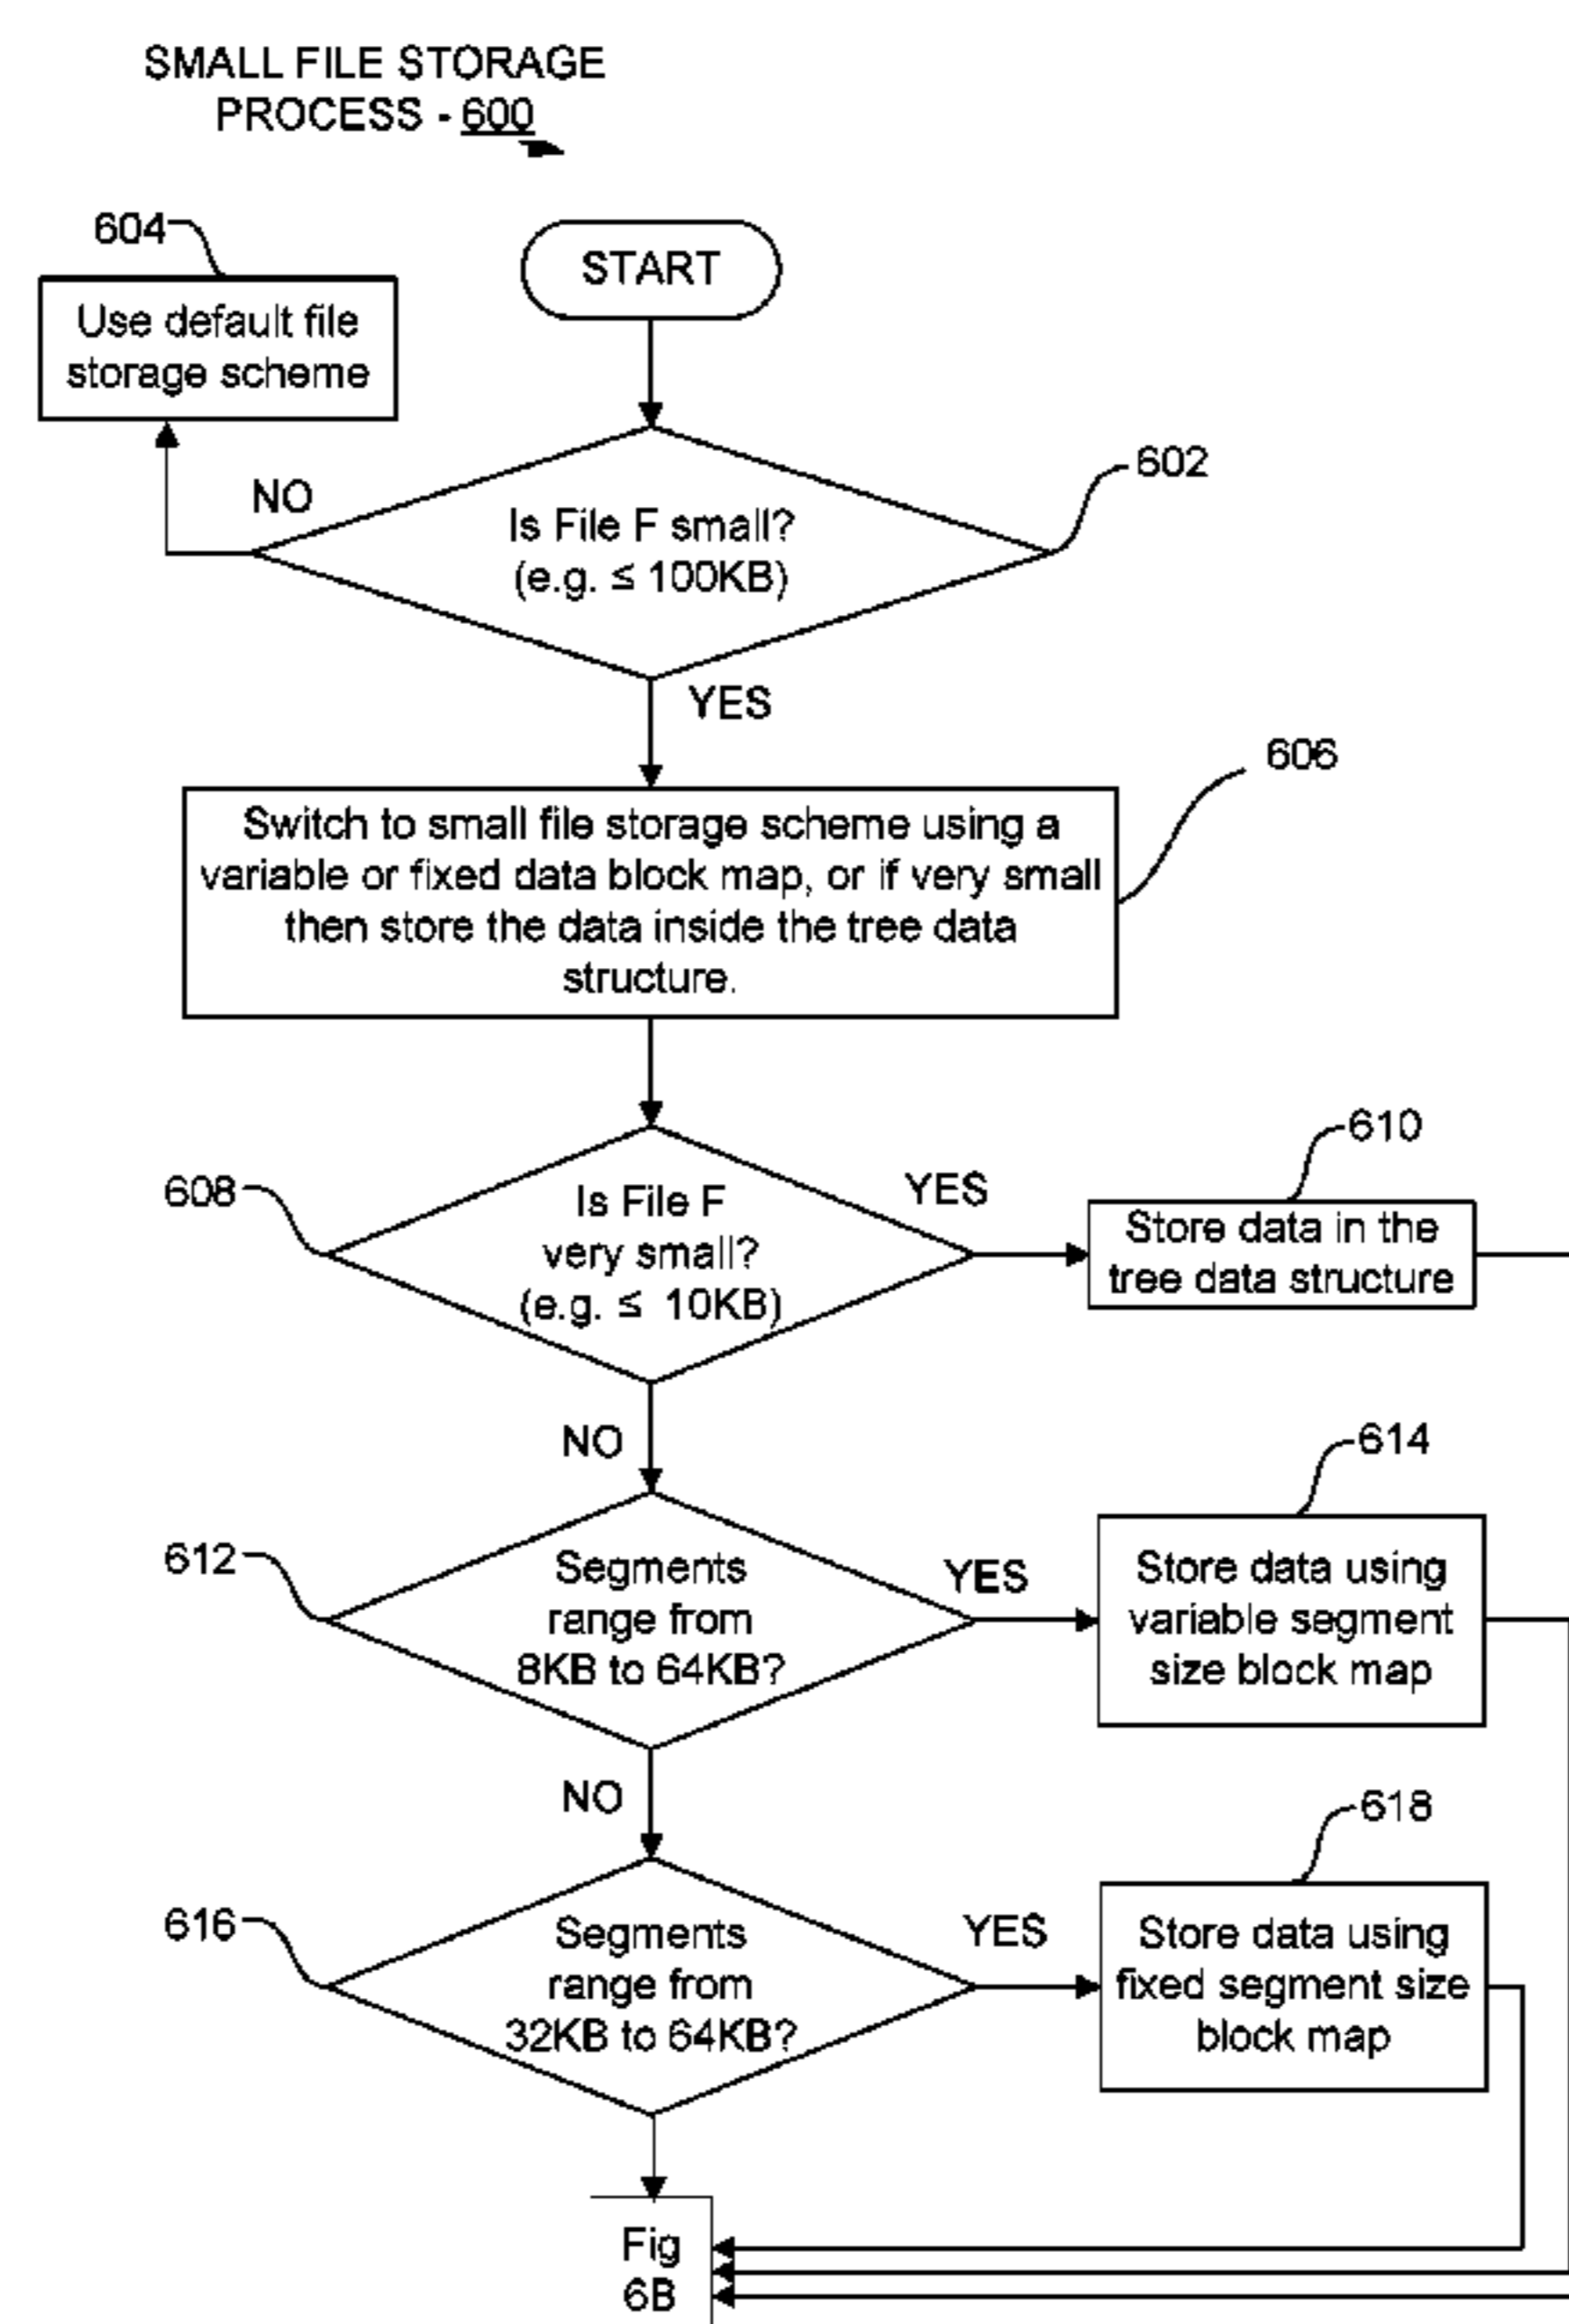 SMALL FILE STORAGE
PROCESS - 600
604
START
Use default file
storage scheme
602
NO
Is File F small?
(e.g. ≤ 100KB)
YES
606
Switch to small file storage scheme using a
variable or fixed data block map, or if very small
then store the data inside the tree data
structure.
610
608
Is File F
very small?
(e.g. ≤ 10KB)
YES
Store data in the
tree data structure
NO
614
612
Segments
range from
8KB to 64KB?
YES
Store data using
variable segment
size block map
NO
618
616
Segments
range from
32KB to 64KB?
YES
Store data using
fixed segment size
block map
Fig
6B